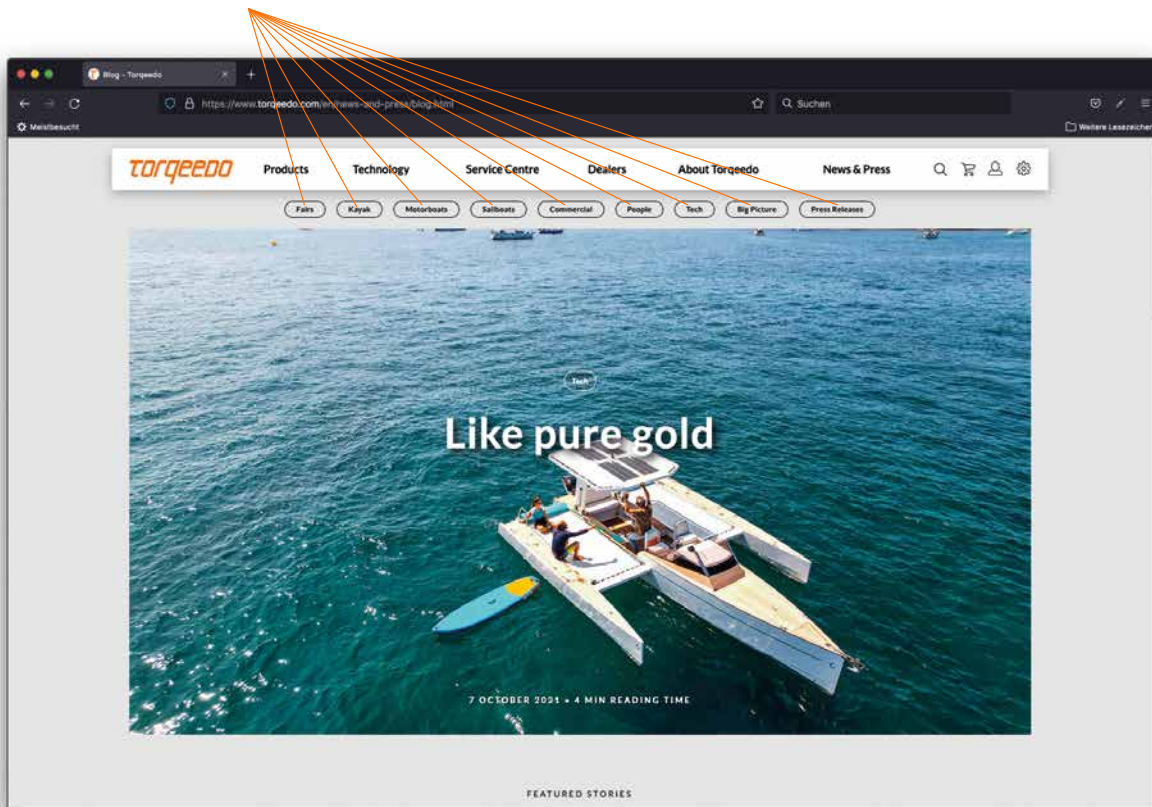 Blog - Torqeedo
https://www.torqeedo.com/en/news-and-press/blog.html
Suchen
Meistbesucht
Weitere Lesezeichen
TORQEEDO
Products Technology Service Centre Dealers About Torqeedo News & Press
Fairs Kayak Motorboats Sailboats Commercial People Tech Big Picture Press Releases
Tech
Like pure gold
7 OCTOBER 2021 • 4 MIN READING TIME
FEATURED STORIES